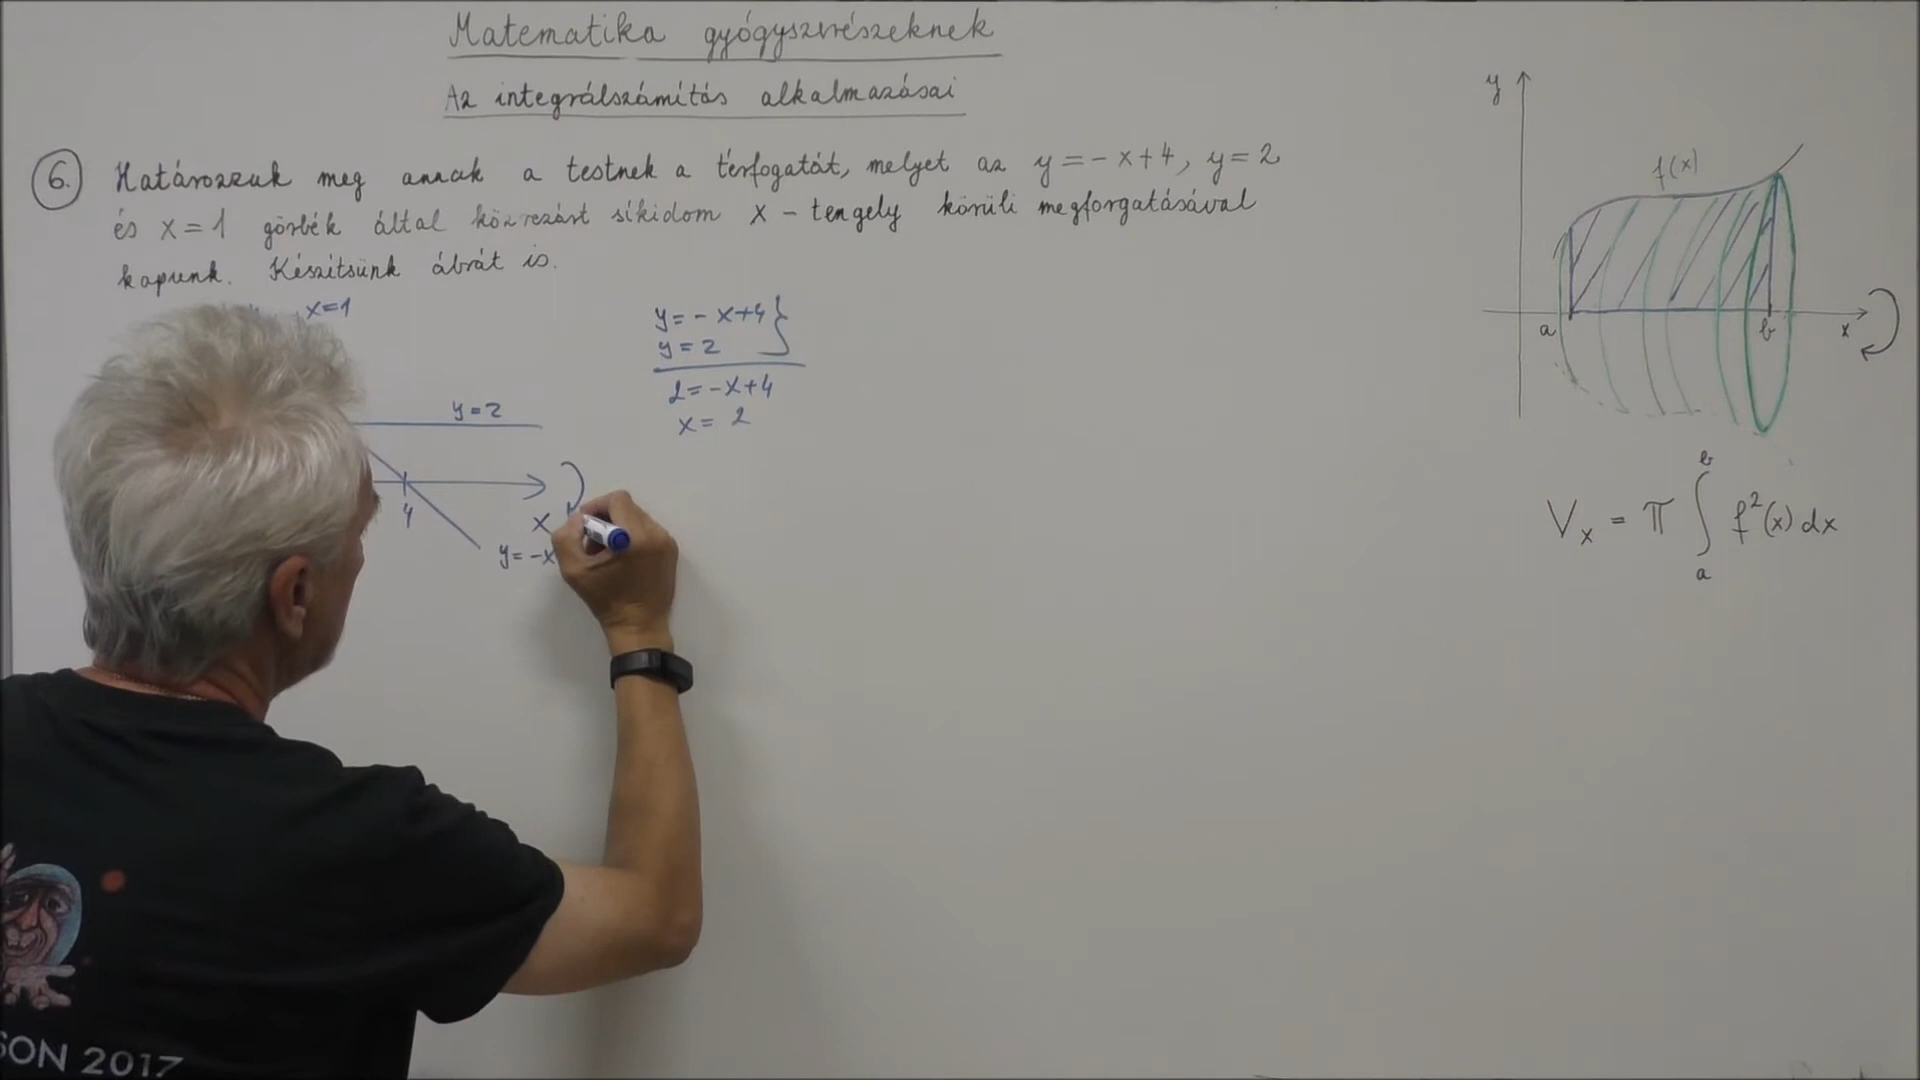 Matematika gyógyszerészeknek
Az integrálszámítás alkalmazásai
6. Határozzuk meg annak a testnek a térfogatát, melyet az y = - x + 4, y = 2
és x = 1 görbék által közrezárt síkidom x - tengely körüli megforgatásával
kapunk. Készítsünk ábrát is.
x=1
y=2
4
x
y= -x
y= - x+4
y= 2
2= -x+4
x= 2
y
f(x)
a
b
x
b
Vx = π ∫ f²(x) dx
a
SON 2017